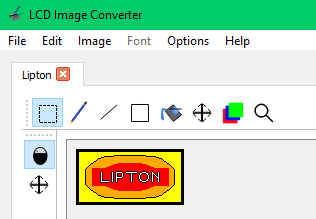 LCD Image Converter
File Edit Image Font Options Help
Lipton
LIPTON